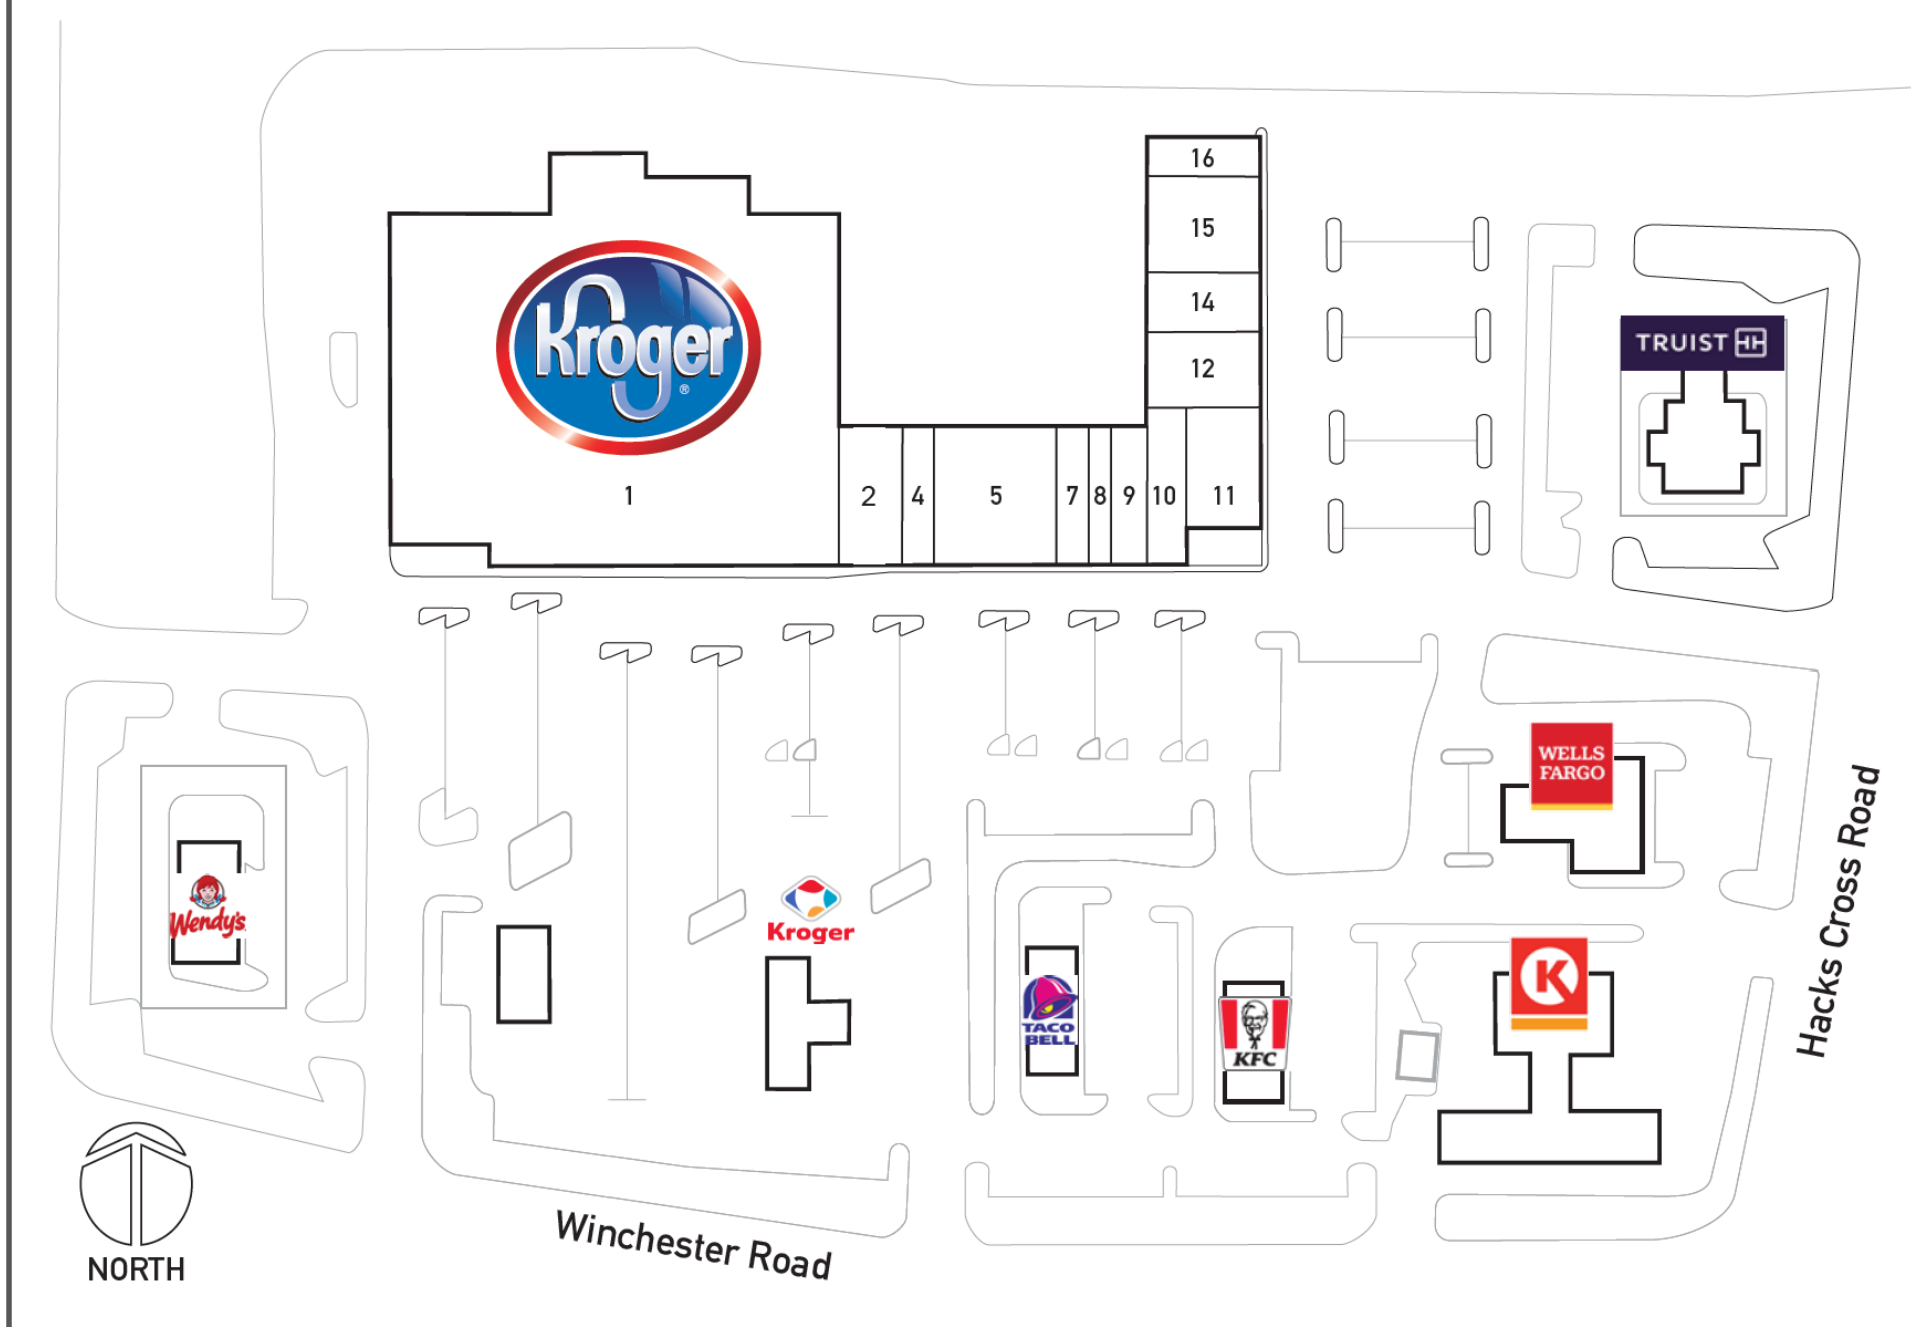 16
15
14
12
Kroger
®
1
2
4
5
7
8
9
10
11
TRUIST
WELLS
FARGO
Wendy's
Kroger
TACO
BELL
KFC
K
Hacks Cross Road
Winchester Road
NORTH